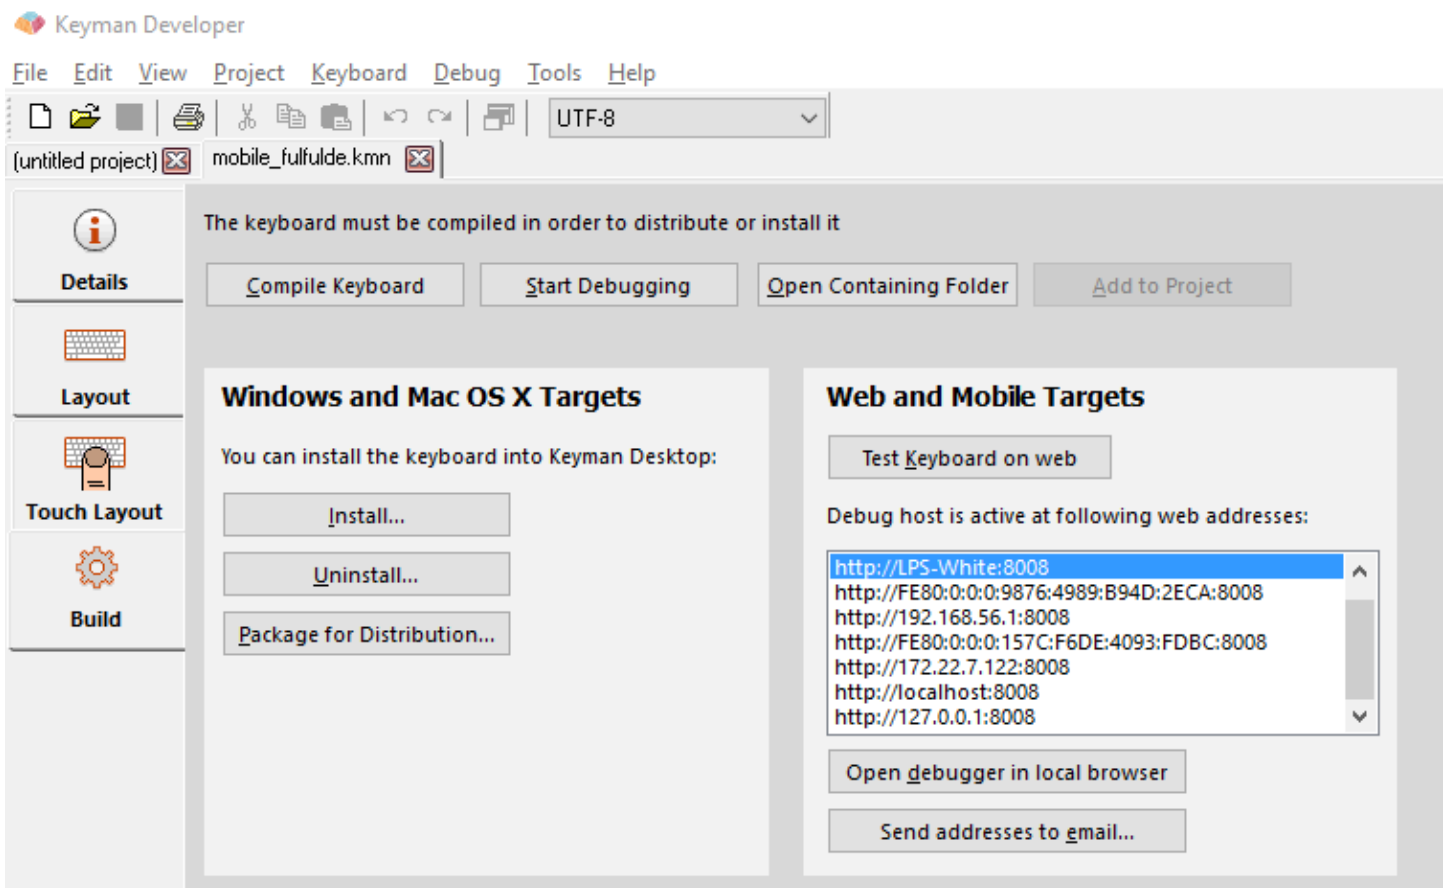 Keyman Developer
File Edit View Project Keyboard Debug Tools Help
UTF-8
(untitled project) mobile_fulfulde.kmn
Details
Layout
Touch Layout
Build
The keyboard must be compiled in order to distribute or install it
Compile Keyboard Start Debugging Open Containing Folder Add to Project
Windows and Mac OS X Targets
You can install the keyboard into Keyman Desktop:
Install...
Uninstall...
Package for Distribution...
Web and Mobile Targets
Test Keyboard on web
Debug host is active at following web addresses:
http://LPS-White:8008
http://FE80:0:0:0:9876:4989:B94D:2ECA:8008
http://192.168.56.1:8008
http://FE80:0:0:0:157C:F6DE:4093:FDBC:8008
http://172.22.7.122:8008
http://localhost:8008
http://127.0.0.1:8008
Open debugger in local browser
Send addresses to email...